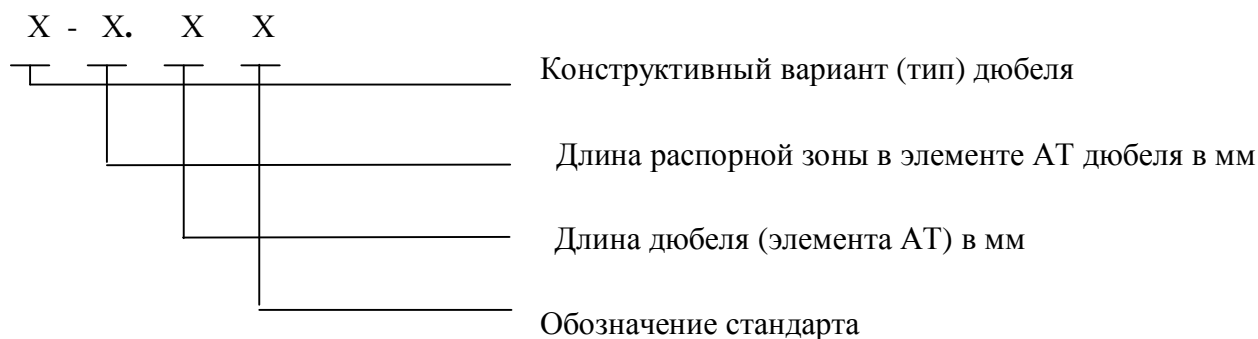 Х - Х. Х Х
Конструктивный вариант (тип) дюбеля
Длина распорной зоны в элементе АТ дюбеля в мм
Длина дюбеля (элемента АТ) в мм
Обозначение стандарта